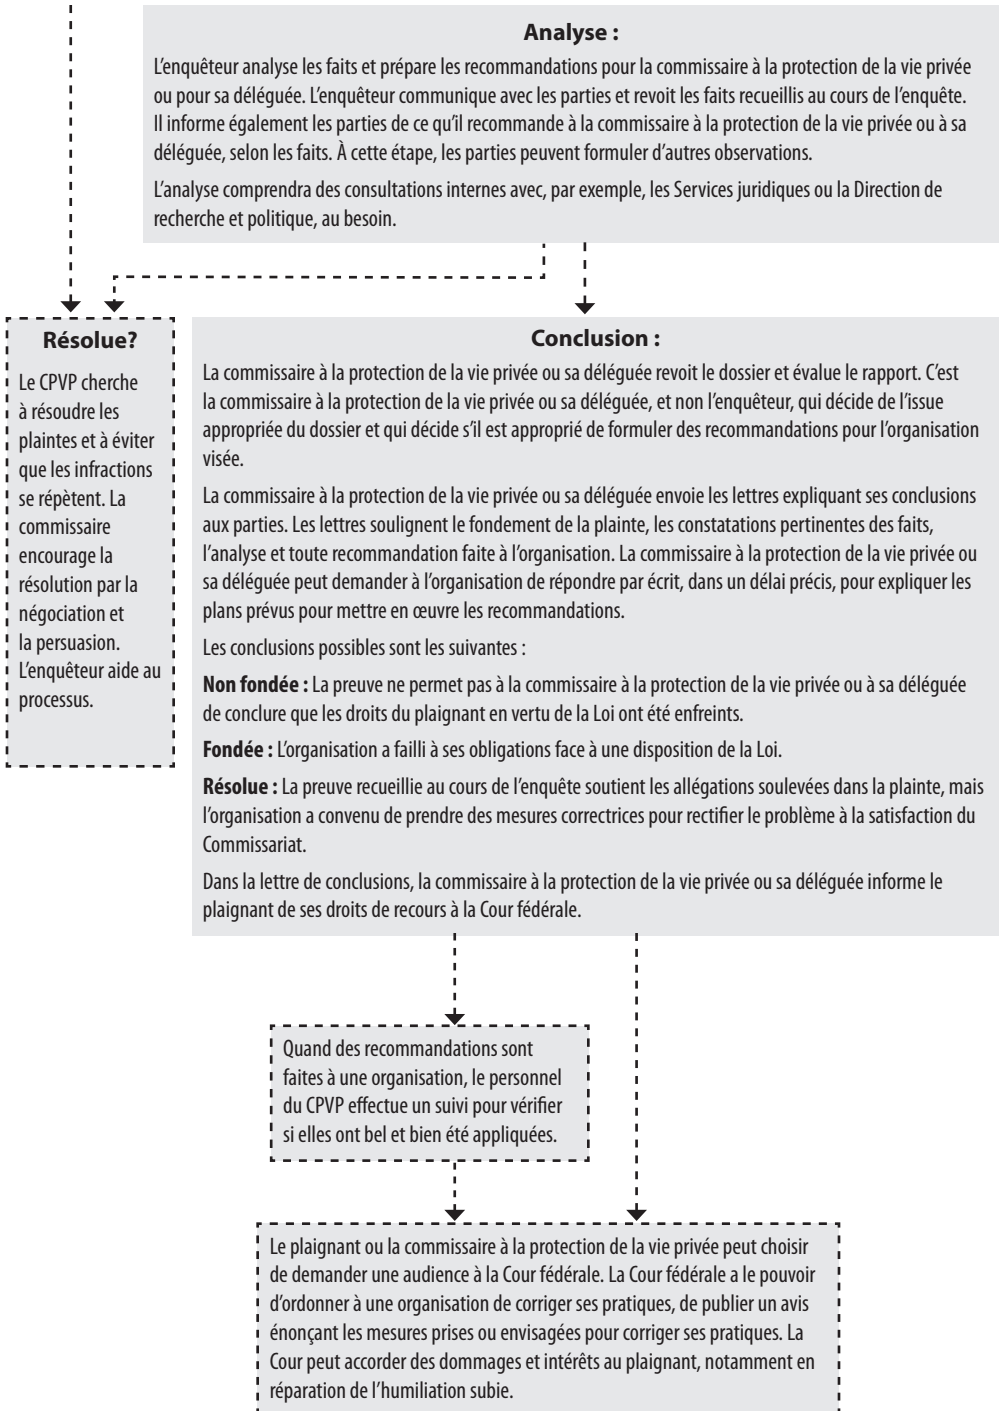 Analyse :
L’enquêteur analyse les faits et prépare les recommandations pour la commissaire à la protection de la vie privée
ou pour sa déléguée. L’enquêteur communique avec les parties et revoit les faits recueillis au cours de l’enquête.
Il informe également les parties de ce qu’il recommande à la commissaire à la protection de la vie privée ou à sa
déléguée, selon les faits. À cette étape, les parties peuvent formuler d’autres observations.
L’analyse comprendra des consultations internes avec, par exemple, les Services juridiques ou la Direction de
recherche et politique, au besoin.
Résolue?
Le CPVP cherche
à résoudre les
plaintes et à éviter
que les infractions
se répètent. La
commissaire
encourage la
résolution par la
négociation et
la persuasion.
L’enquêteur aide au
processus.
Conclusion :
La commissaire à la protection de la vie privée ou sa déléguée revoit le dossier et évalue le rapport. C’est
la commissaire à la protection de la vie privée ou sa déléguée, et non l’enquêteur, qui décide de l’issue
appropriée du dossier et qui décide s’il est approprié de formuler des recommandations pour l’organisation
visée.
La commissaire à la protection de la vie privée ou sa déléguée envoie les lettres expliquant ses conclusions
aux parties. Les lettres soulignent le fondement de la plainte, les constatations pertinentes des faits,
l’analyse et toute recommandation faite à l’organisation. La commissaire à la protection de la vie privée ou
sa déléguée peut demander à l’organisation de répondre par écrit, dans un délai précis, pour expliquer les
plans prévus pour mettre en œuvre les recommandations.
Les conclusions possibles sont les suivantes :
Non fondée : La preuve ne permet pas à la commissaire à la protection de la vie privée ou à sa déléguée
de conclure que les droits du plaignant en vertu de la Loi ont été enfreints.
Fondée : L’organisation a failli à ses obligations face à une disposition de la Loi.
Résolue : La preuve recueillie au cours de l’enquête soutient les allégations soulevées dans la plainte, mais
l’organisation a convenu de prendre des mesures correctrices pour rectifier le problème à la satisfaction du
Commissariat.
Dans la lettre de conclusions, la commissaire à la protection de la vie privée ou sa déléguée informe le
plaignant de ses droits de recours à la Cour fédérale.
Quand des recommandations sont
faites à une organisation, le personnel
du CPVP effectue un suivi pour vérifier
si elles ont bel et bien été appliquées.
Le plaignant ou la commissaire à la protection de la vie privée peut choisir
de demander une audience à la Cour fédérale. La Cour fédérale a le pouvoir
d’ordonner à une organisation de corriger ses pratiques, de publier un avis
énonçant les mesures prises ou envisagées pour corriger ses pratiques. La
Cour peut accorder des dommages et intérêts au plaignant, notamment en
réparation de l’humiliation subie.